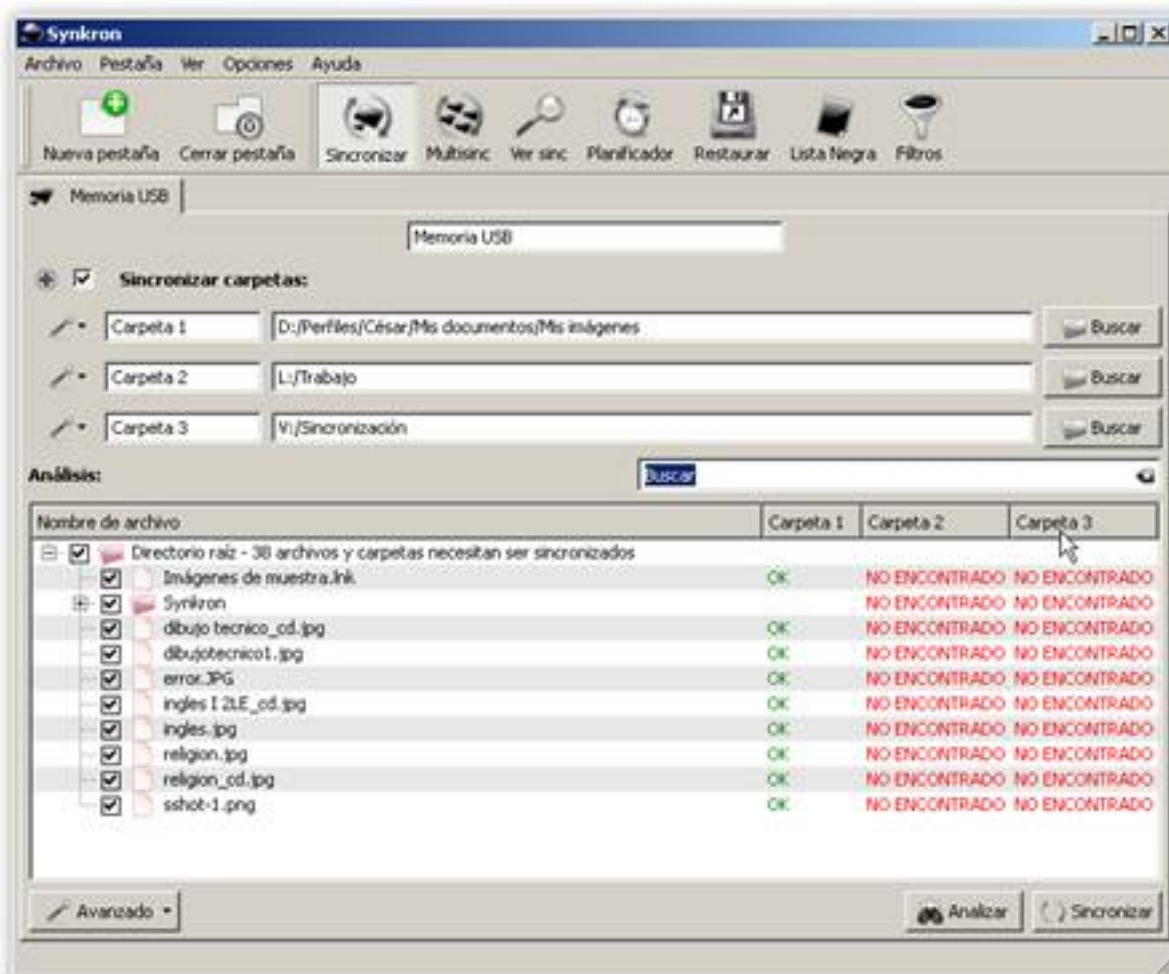 Synkron
Archivo Pestaña Ver Opciones Ayuda
Nueva pestaña Cerrar pestaña Sincronizar Multisinc Ver sinc Planificador Restaurar Lista Negra Filtros
Memoria USB
Memoria USB
Sincronizar carpetas:
Carpeta 1 D:/Perfiles/César/Mis documentos/Mis imágenes Buscar
Carpeta 2 L:/Trabajo Buscar
Carpeta 3 V:/Sincronización Buscar
Análisis: Buscar
Nombre de archivo Carpeta 1 Carpeta 2 Carpeta 3
Directorio raíz - 38 archivos y carpetas necesitan ser sincronizados
Imágenes de muestra.lnk OK NO ENCONTRADO NO ENCONTRADO
Synkron NO ENCONTRADO NO ENCONTRADO
dibujo tecnico_cd.jpg OK NO ENCONTRADO NO ENCONTRADO
dibujotecnico1.jpg OK NO ENCONTRADO NO ENCONTRADO
error.JPG OK NO ENCONTRADO NO ENCONTRADO
ingles I 2LE_cd.jpg OK NO ENCONTRADO NO ENCONTRADO
ingles.jpg OK NO ENCONTRADO NO ENCONTRADO
religion.jpg OK NO ENCONTRADO NO ENCONTRADO
religion_cd.jpg OK NO ENCONTRADO NO ENCONTRADO
sshot-1.png OK NO ENCONTRADO NO ENCONTRADO
Avanzado Analizar Sincronizar